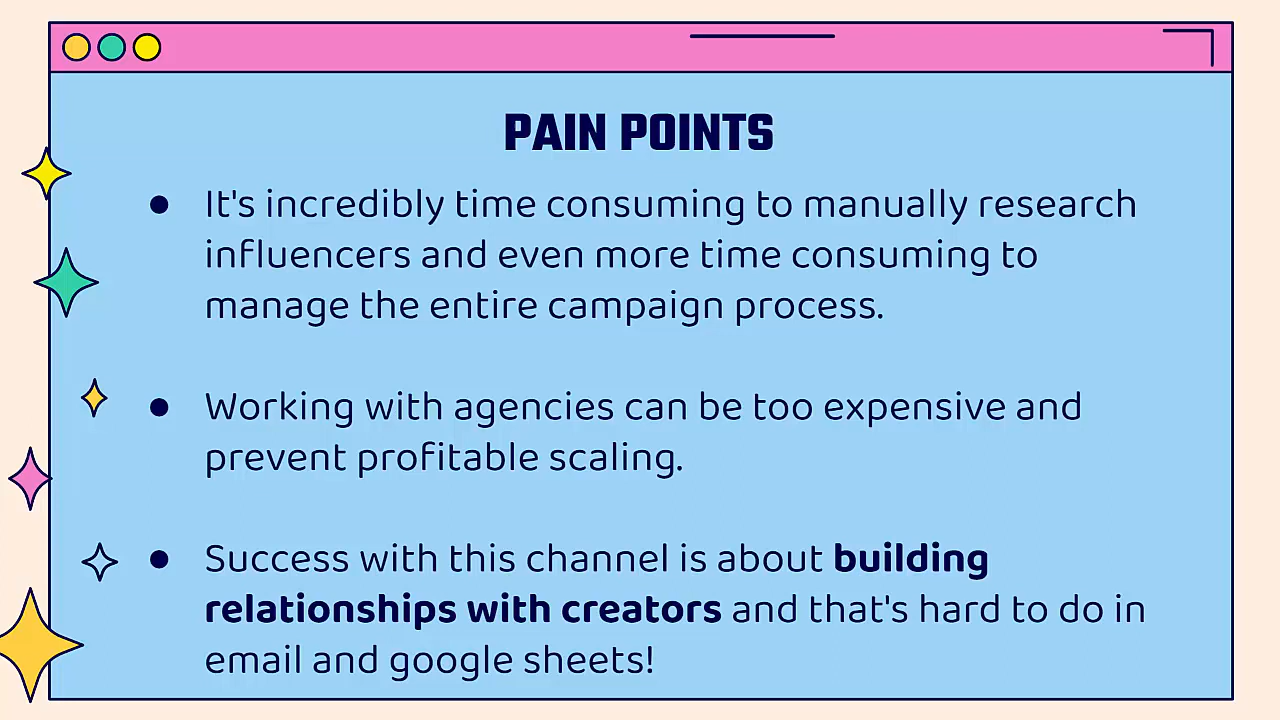 PAIN POINTS
● It's incredibly time consuming to manually research
influencers and even more time consuming to
manage the entire campaign process.
● Working with agencies can be too expensive and
prevent profitable scaling.
● Success with this channel is about building
relationships with creators and that's hard to do in
email and google sheets!